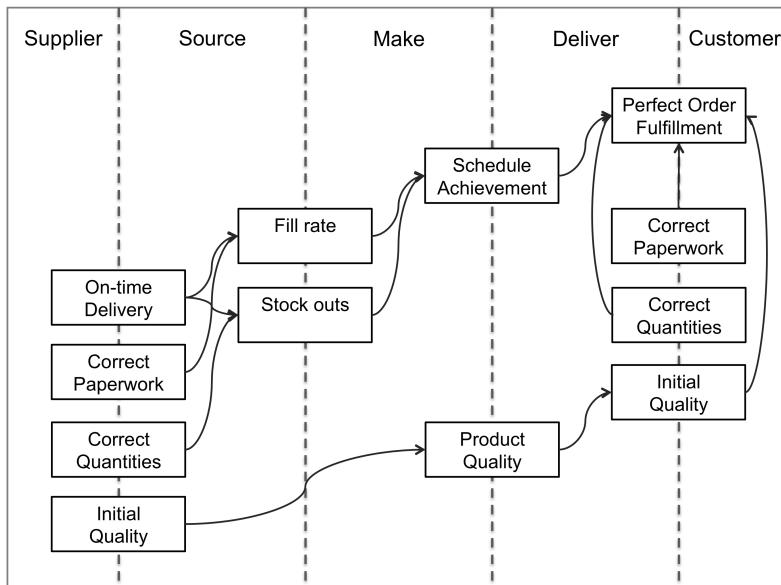 Supplier
Source
Make
Deliver
Customer
Perfect Order
Fulfillment
Schedule
Achievement
Fill rate
Correct
Paperwork
On-time
Delivery
Stock outs
Correct
Quantities
Correct
Paperwork
Initial
Quality
Correct
Quantities
Product
Quality
Initial
Quality